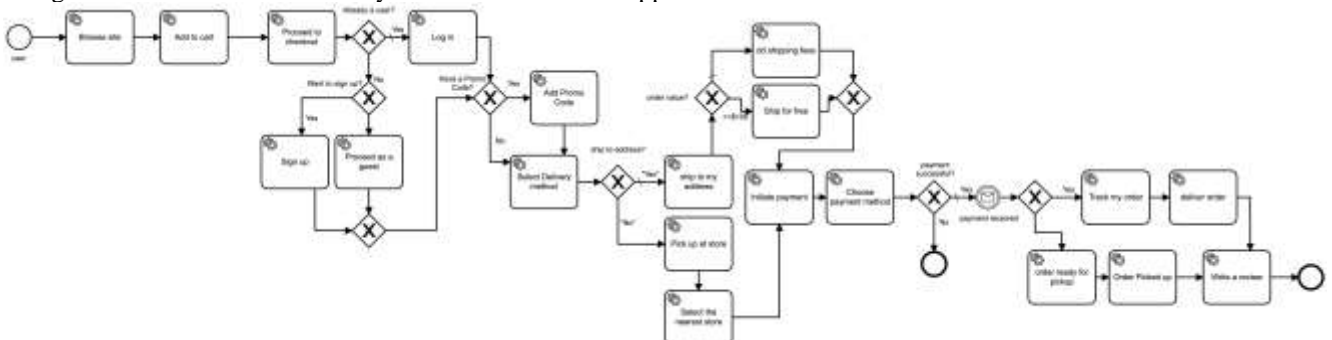 user
Browse site
Add to cart
Proceed to
checkout
Already a user?
Yes
Log in
No
Want to sign up?
Yes
Sign up
Proceed as a
guest
Have a Promo
Code?
Yes
Add Promo
Code
No
Select Delivery
method
ship to address?
"Yes"
ship to my
address
"No"
Pick up at store
Select the
nearest store
order value?
shipping fees
Ship for free
Initiate payment
Choose
payment method
payment
successful?
Yes
No
payment received
Yes
Track my order
deliver order
order ready for
pickup
Order Picked up
Write a review